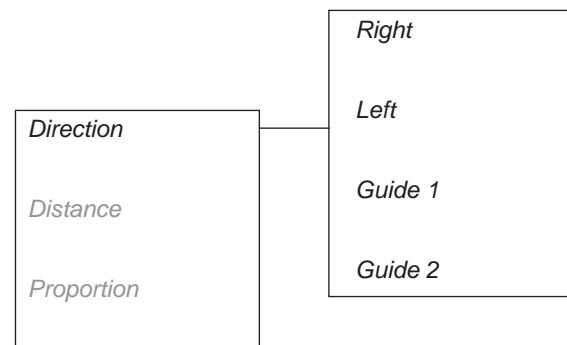 Right
Left
Guide 1
Guide 2
Direction
Distance
Proportion